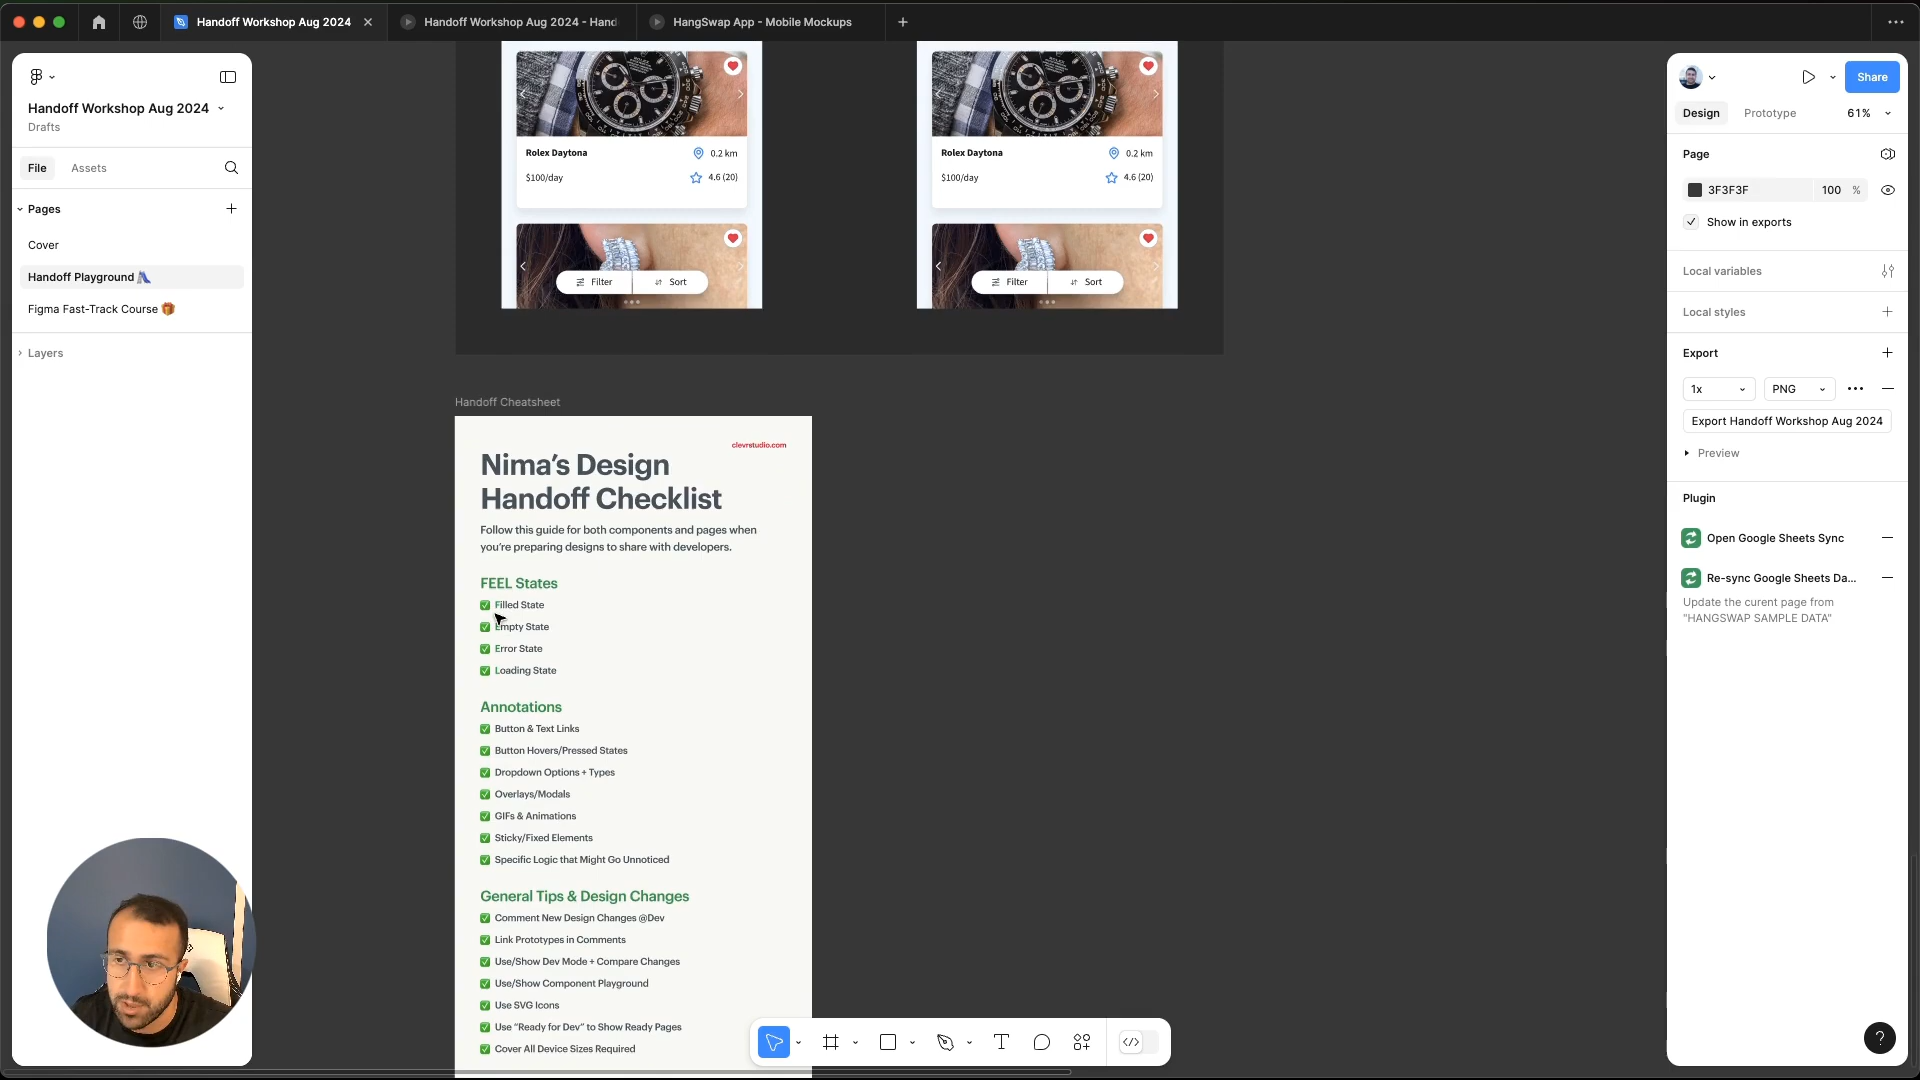 Handoff Workshop Aug 2024
Handoff Workshop Aug 2024 - Hand
HangSwap App - Mobile Mockups
Handoff Workshop Aug 2024
Drafts
File
Assets
Pages
Cover
Handoff Playground
Figma Fast-Track Course
Layers
Rolex Daytona
0.2 km
$100/day
4.6 (20)
Filter
Sort
Rolex Daytona
0.2 km
$100/day
4.6 (20)
Filter
Sort
Handoff Cheatsheet
clevrstudio.com
Nima's Design
Handoff Checklist
Follow this guide for both components and pages when
you're preparing designs to share with developers.
FEEL States
Filled State
Empty State
Error State
Loading State
Annotations
Button & Text Links
Button Hovers/Pressed States
Dropdown Options + Types
Overlays/Modals
GIFs & Animations
Sticky/Fixed Elements
Specific Logic that Might Go Unnoticed
General Tips & Design Changes
Comment New Design Changes @Dev
Link Prototypes in Comments
Use/Show Dev Mode + Compare Changes
Use/Show Component Playground
Use SVG Icons
Use "Ready for Dev" to Show Ready Pages
Cover All Device Sizes Required
Share
Design
Prototype
61%
Page
3F3F3F
100 %
Show in exports
Local variables
Local styles
Export
1x
PNG
Export Handoff Workshop Aug 2024
Preview
Plugin
Open Google Sheets Sync
Re-sync Google Sheets Da...
Update the curent page from
"HANGSWAP SAMPLE DATA"
?